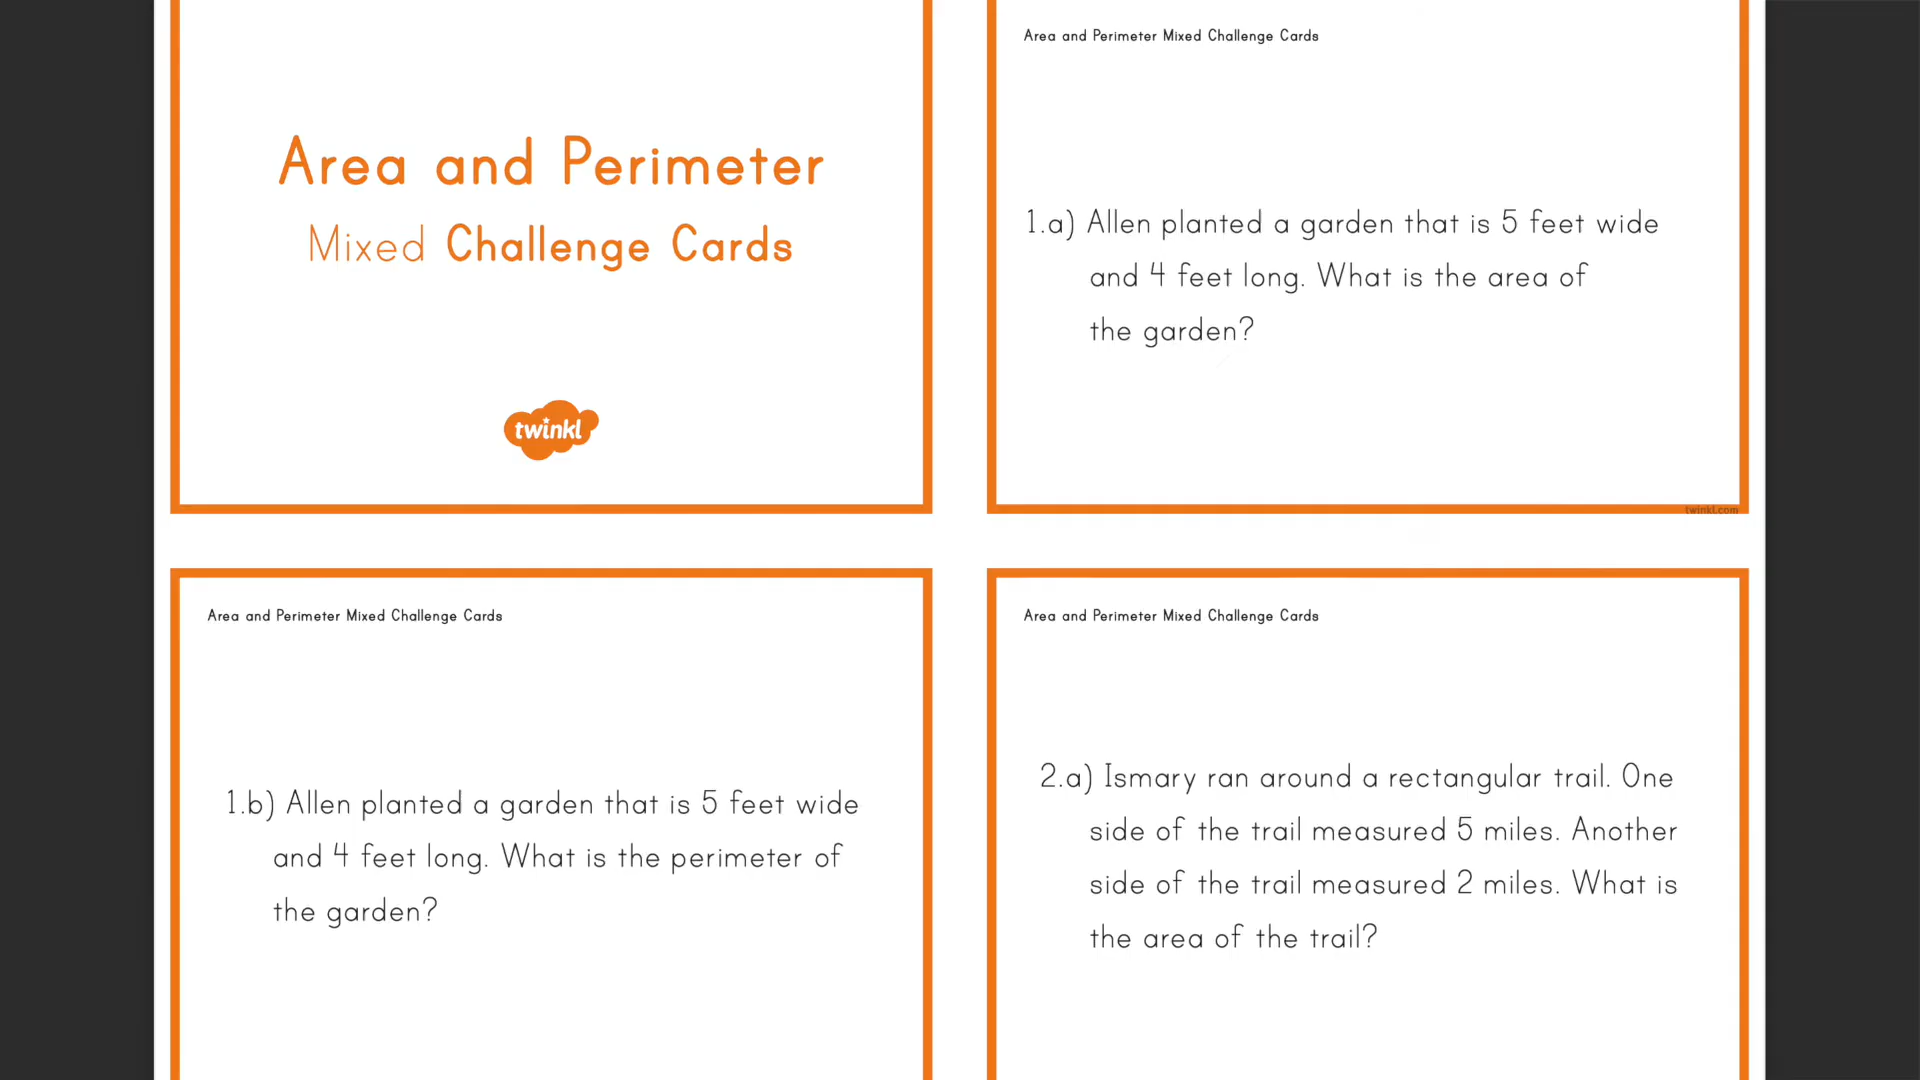 Area and Perimeter
Mixed Challenge Cards
twinkl
Area and Perimeter Mixed Challenge Cards
1.a) Allen planted a garden that is 5 feet wide
and 4 feet long. What is the area of
the garden?
twinkl.com
Area and Perimeter Mixed Challenge Cards
1.b) Allen planted a garden that is 5 feet wide
and 4 feet long. What is the perimeter of
the garden?
Area and Perimeter Mixed Challenge Cards
2.a) Ismary ran around a rectangular trail. One
side of the trail measured 5 miles. Another
side of the trail measured 2 miles. What is
the area of the trail?